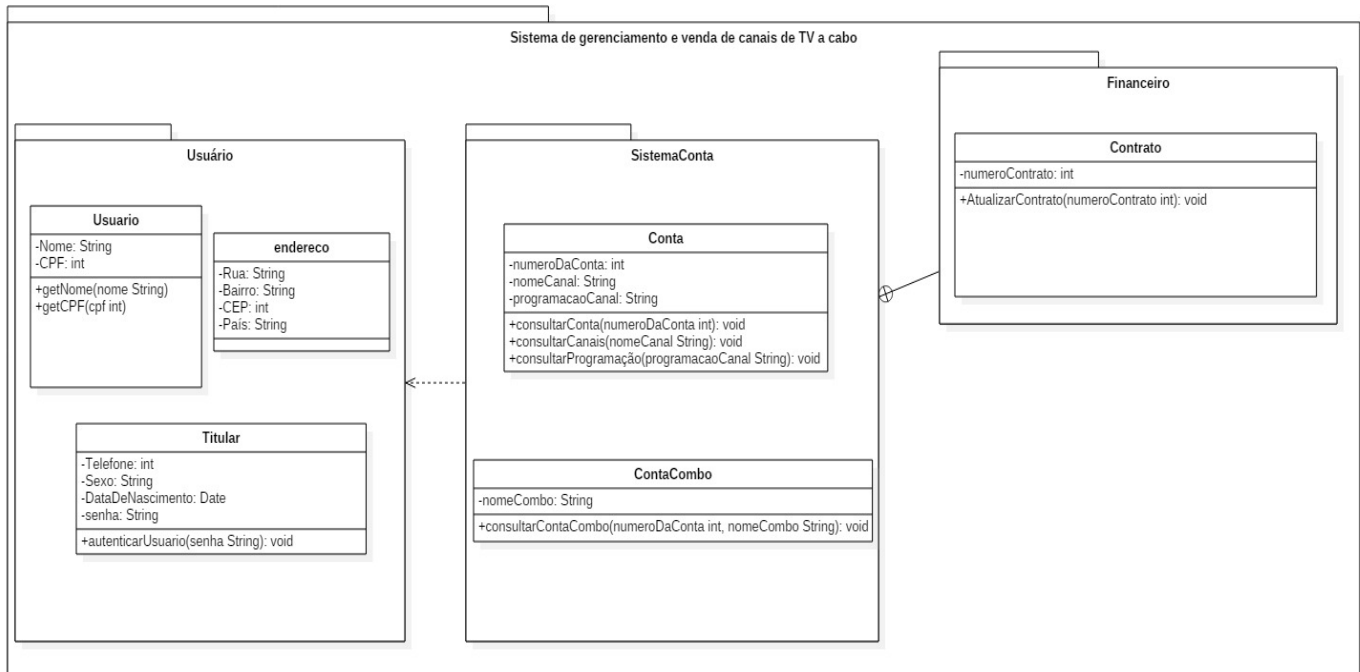 Sistema de gerenciamento e venda de canais de TV a cabo
Usuário
Usuario
-Nome: String
-CPF: int
+getNome(nome String)
+getCPF(cpf int)
endereco
-Rua: String
-Bairro: String
-CEP: int
-País: String
Titular
-Telefone: int
-Sexo: String
-DataDeNascimento: Date
-senha: String
+autenticarUsuario(senha String): void
SistemaConta
Conta
-numeroDaConta: int
-nomeCanal: String
-programacaoCanal: String
+consultarConta(numeroDaConta int): void
+consultarCanais(nomeCanal String): void
+consultarProgramação(programacaoCanal String): void
ContaCombo
-nomeCombo: String
+consultarContaCombo(numeroDaConta int, nomeCombo String): void
Financeiro
Contrato
-numeroContrato: int
+AtualizarContrato(numeroContrato int): void